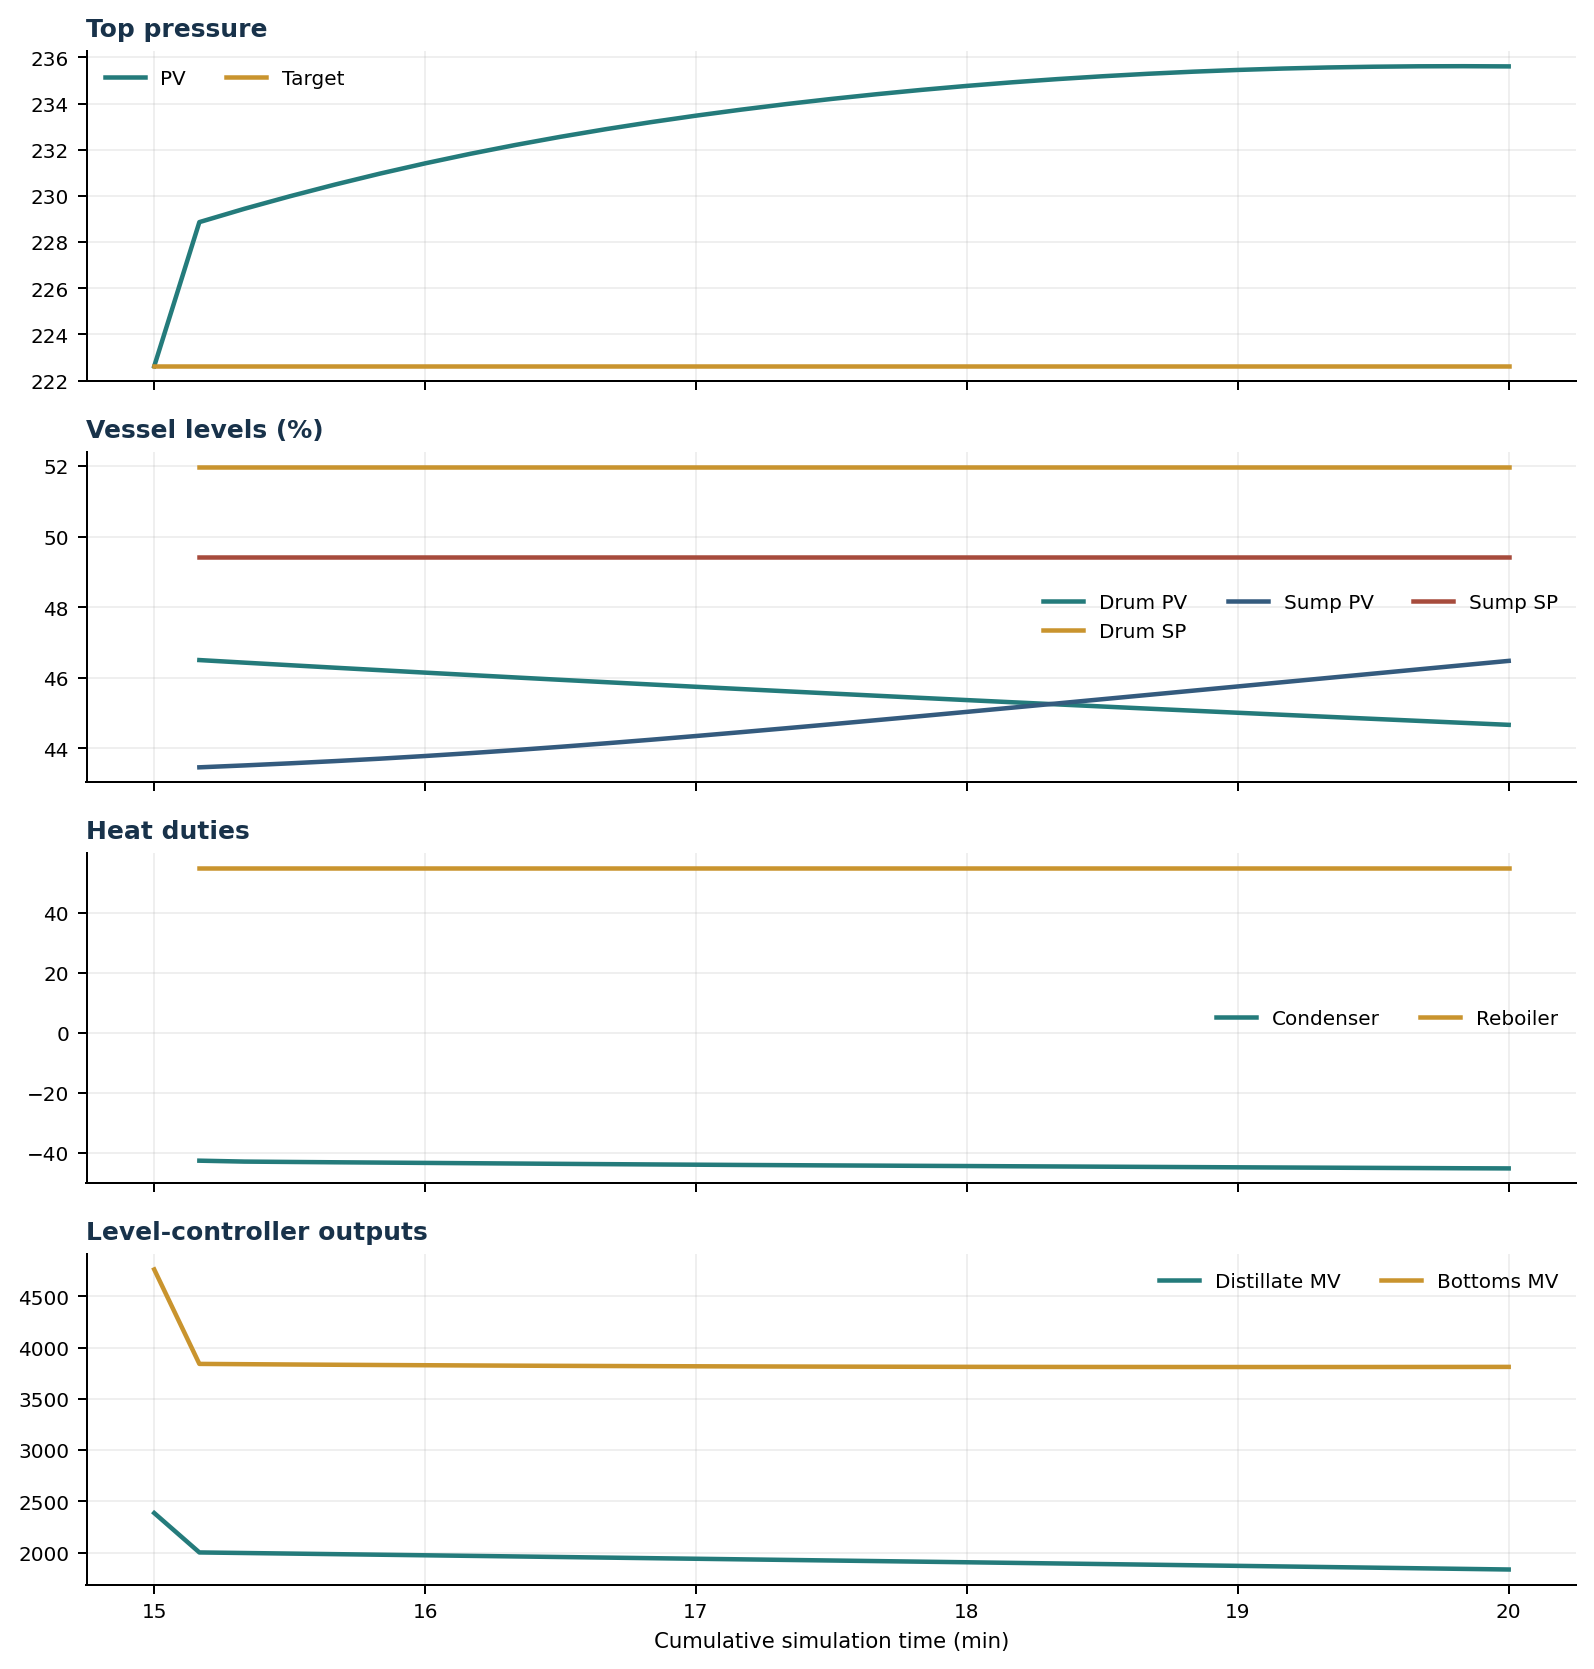 Top pressure
236
234
232
230
228
226
224
222
PV Target
Vessel levels (%)
52
50
48
46
44
Drum PV Sump PV Sump SP
Drum SP
Heat duties
40
20
0
−20
−40
Condenser Reboiler
Level-controller outputs
4500
4000
3500
3000
2500
2000
Distillate MV Bottoms MV
15 16 17 18 19 20
Cumulative simulation time (min)